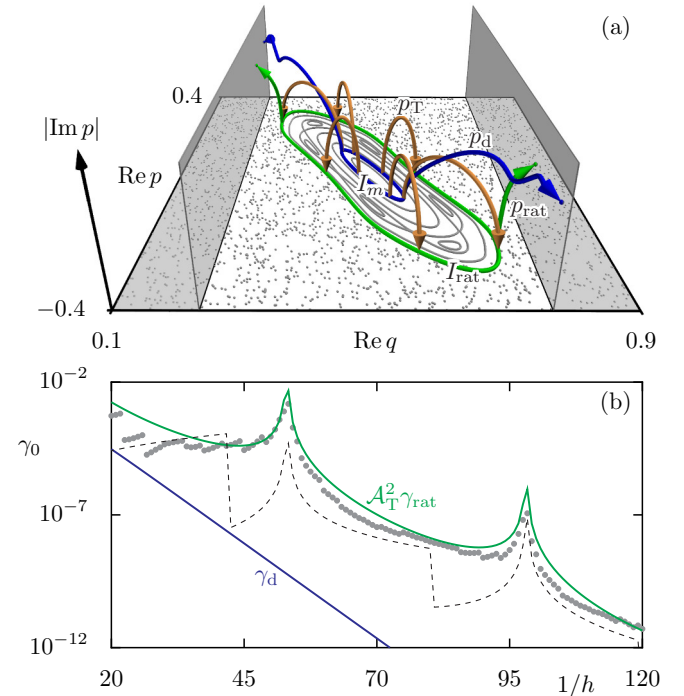 (a)
0.4
p_T
|Im p|
p_d
Re p
I_m
p_rat
I_rat
−0.4
0.1
Re q
0.9
10^−2
(b)
γ_0
A_T^2 γ_rat
10^−7
γ_d
10^−12
20
45
70
95
1/h
120